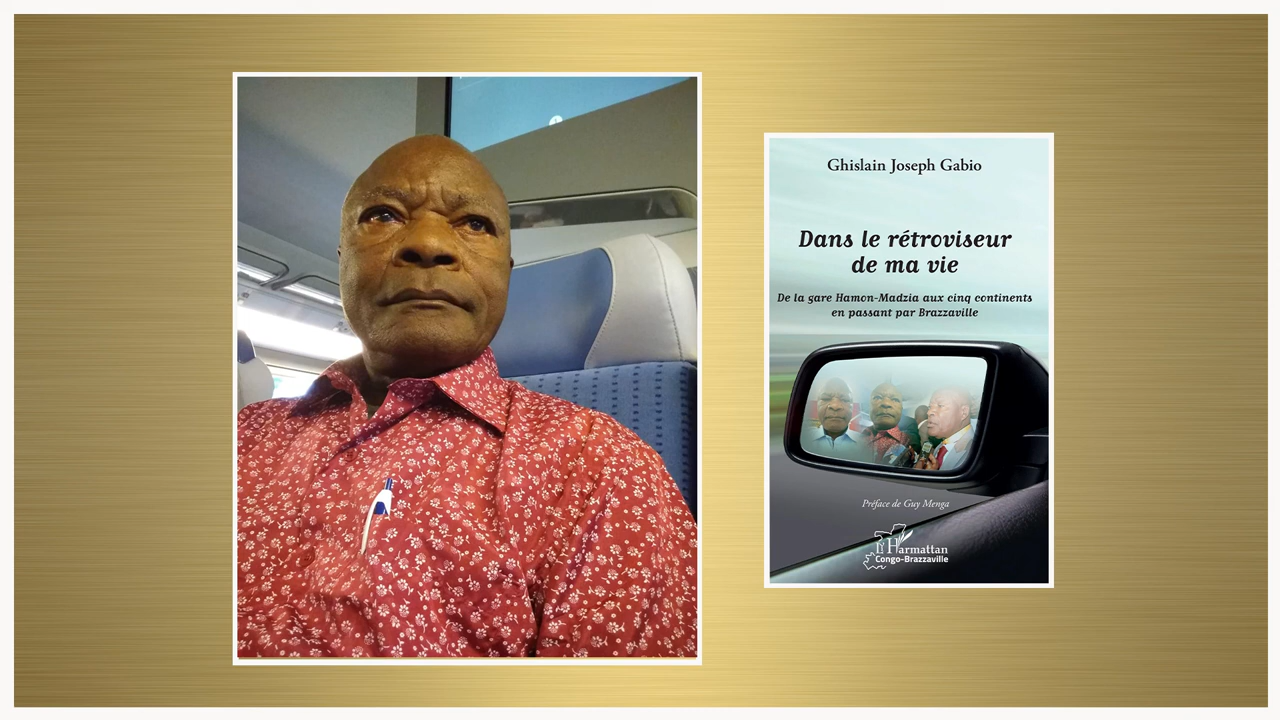 Ghislain Joseph Gabio
Dans le rétroviseur
de ma vie
De la gare Hamon-Madzia aux cinq continents
en passant par Brazzaville
Préface de Guy Menga
L'Harmattan
Congo-Brazzaville